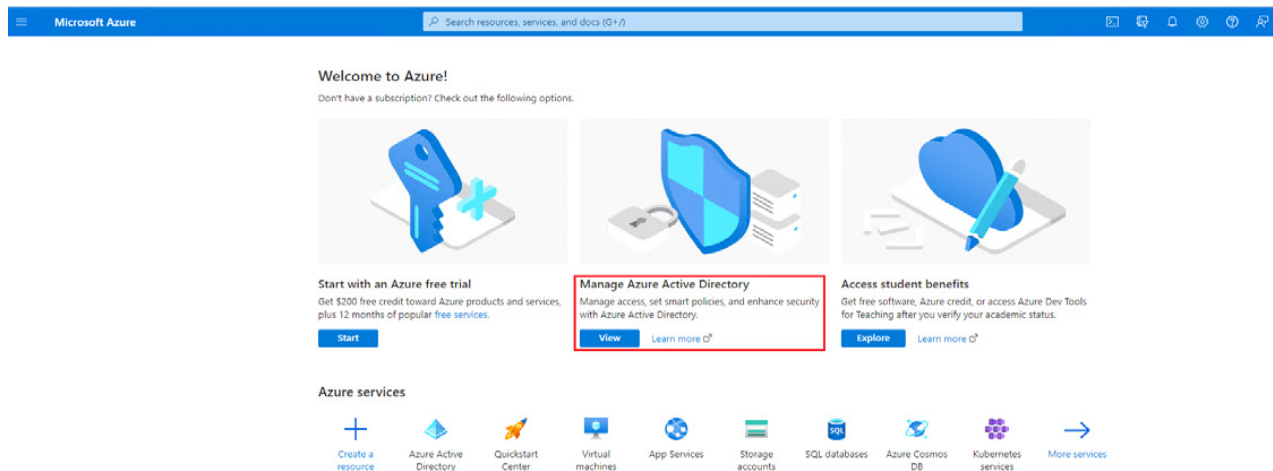 Microsoft Azure
Search resources, services, and docs (G+/)
Welcome to Azure!
Don't have a subscription? Check out the following options.
Start with an Azure free trial
Get $200 free credit toward Azure products and services,
plus 12 months of popular free services.
Start
Manage Azure Active Directory
Manage access, set smart policies, and enhance security
with Azure Active Directory.
View
Learn more
Access student benefits
Get free software, Azure credit, or access Azure Dev Tools
for Teaching after you verify your academic status.
Explore
Learn more
Azure services
Create a
resource
Azure Active
Directory
Quickstart
Center
Virtual
machines
App Services
Storage
accounts
SQL
SQL databases
Azure Cosmos
DB
Kubernetes
services
More services